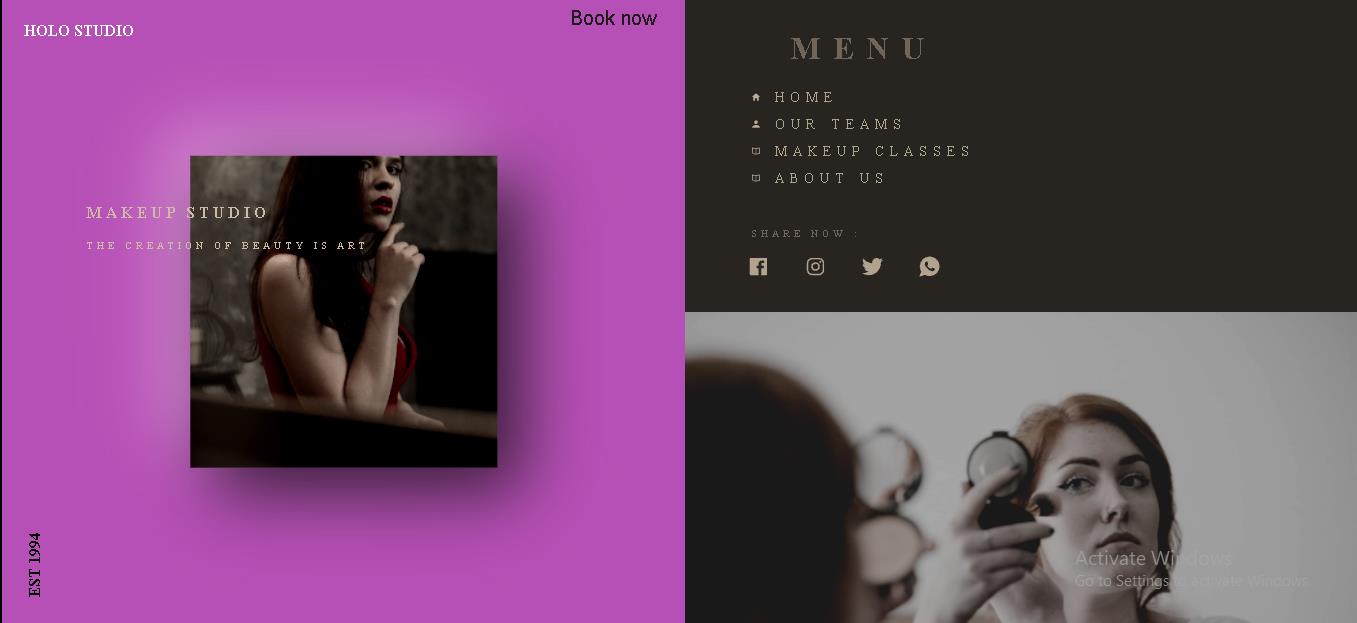 HOLO STUDIO
Book now
MAKEUP STUDIO
THE CREATION OF BEAUTY IS ART
EST 1994
MENU
HOME
OUR TEAMS
MAKEUP CLASSES
ABOUT US
SHARE NOW :
Activate Windows
Go to Settings to activate Windows.